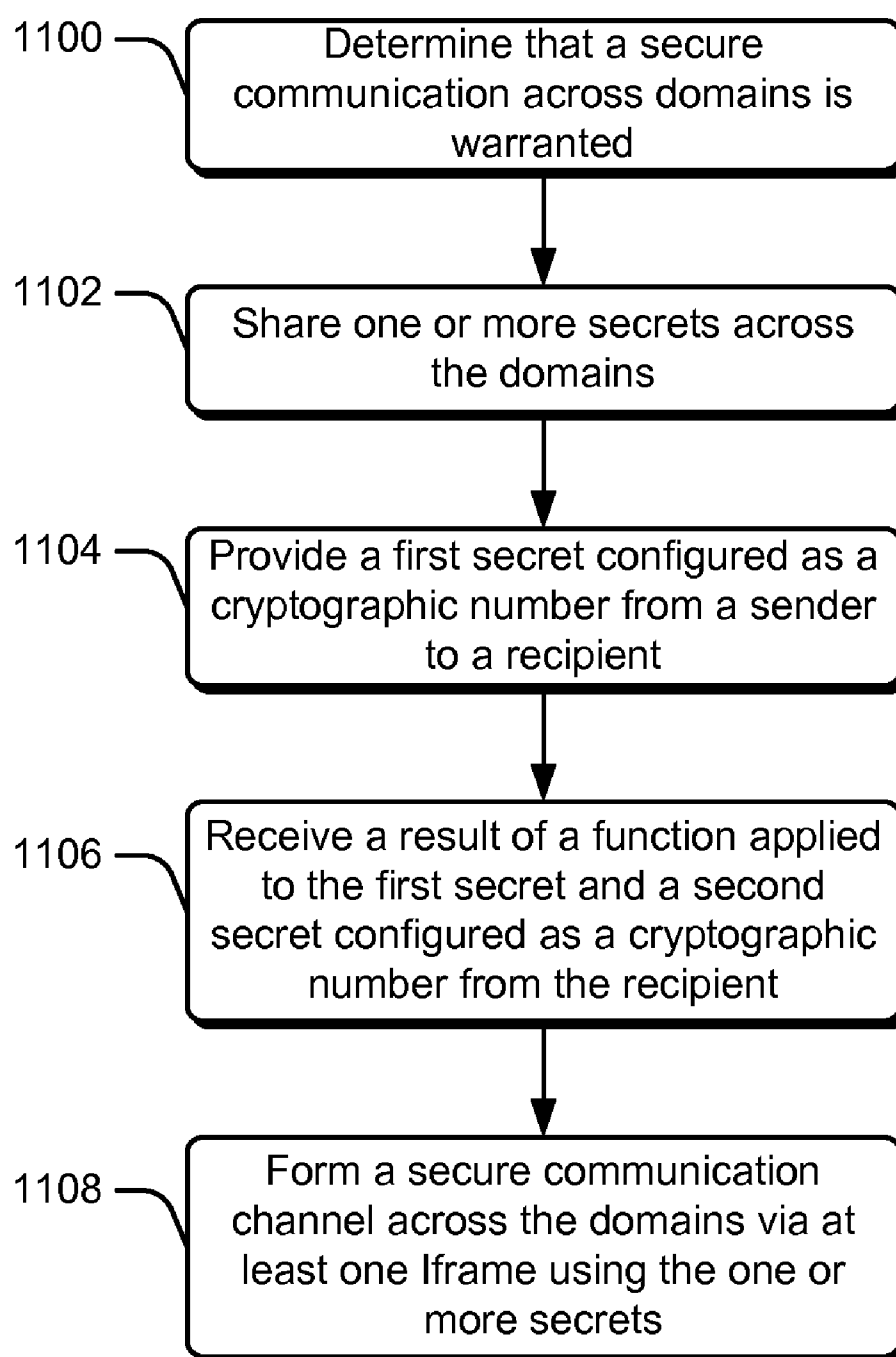 1100
Determine that a secure
communication across domains is
warranted
1102
Share one or more secrets across
the domains
1104
Provide a first secret configured as a
cryptographic number from a sender
to a recipient
1106
Receive a result of a function applied
to the first secret and a second
secret configured as a cryptographic
number from the recipient
1108
Form a secure communication
channel across the domains via at
least one Iframe using the one or
more secrets